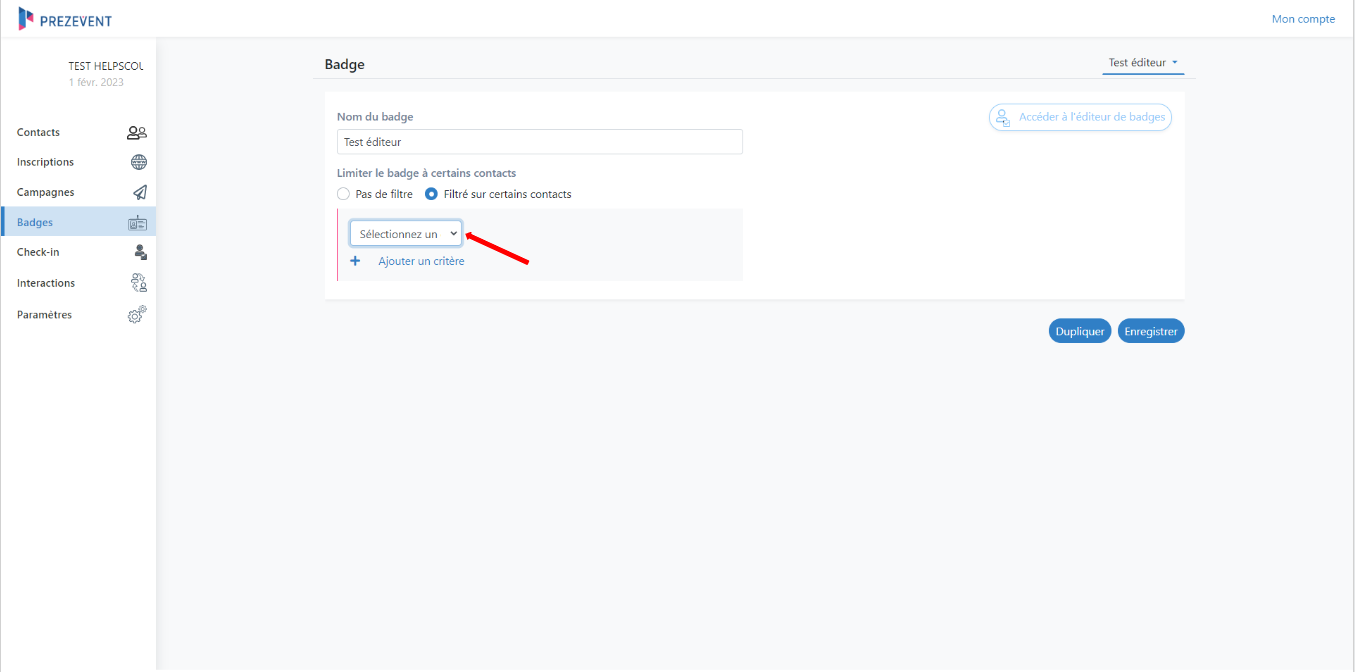 PREZEVENT
Mon compte
TEST HELPSCOU
1 févr. 2023
Contacts
Inscriptions
Campagnes
Badges
Check-in
Interactions
Paramètres
Badge
Test éditeur
Nom du badge
Accéder à l'éditeur de badges
Test éditeur
Limiter le badge à certains contacts
Pas de filtre Filtré sur certains contacts
Sélectionnez un
+ Ajouter un critère
Dupliquer Enregistrer